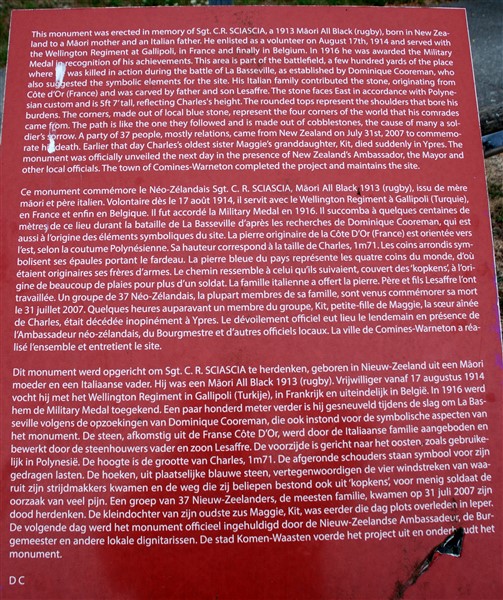 This monument was erected in memory of Sgt. C.R. SCIASCIA, a 1913 Māori All Black (rugby), born in New Zea-
land to a Māori mother and an Italian father. He enlisted as a volunteer on August 17th, 1914 and served with
the Wellington Regiment at Gallipoli, in France and finally in Belgium. In 1916 he was awarded the Military
Medal recognition of his achievements. This area is part of the battlefield, a few hundred yards of the place
where was killed in action during the battle of La Basseville, as established by Dominique Cooreman, who
also suggested the symbolic elements for the site. His Italian family contributed the stone, originating from
Côte d'Or (France) and was carved by father and son Lesaffre. The stone faces East in accordance with Polyne-
sian custom and is 5ft 7' tall, reflecting Charles's height. The rounded tops represent the shoulders that bore his
burdens. The corners, made out of local blue stone, represent the four corners of the world that his comrades
came from. The path is like the one they followed and is made out of cobblestones, the cause of many a sol-
dier's sorrow. A party of 37 people, mostly relations, came from New Zealand on July 31st, 2007 to commemo-
rate death. Earlier that day Charles's oldest sister Maggie's granddaughter, Kit, died suddenly in Ypres. The
monument was officially unveiled the next day in the presence of New Zealand's Ambassador, the Mayor and
other local officials. The town of Comines-Warneton completed the project and maintains the site.
Ce monument commémore le Néo-Zélandais Sgt. C. R. SCIASCIA, Māori All Black 1913 (rugby), issu de mère
māori et père italien. Volontaire dès le 17 août 1914, il servit avec le Wellington Regiment à Gallipoli (Turquie),
en France et enfin en Belgique. Il fut accordé la Military Medal en 1916. Il succomba à quelques centaines de
mètres de ce lieu durant la bataille de La Basseville d'après les recherches de Dominique Cooreman, qui est
aussi à l'origine des éléments symboliques du site. La pierre originaire de la Côte D'Or (France) est orientée vers
l'est, selon la coutume Polynésienne. Sa hauteur correspond à la taille de Charles, 1m71. Les coins arrondis sym-
bolisent ses épaules portant le fardeau. La pierre bleue du pays représente les quatre coins du monde, d'où
étaient originaires ses frères d'armes. Le chemin ressemble à celui qu'ils suivaient, couvert des 'kopkens', à l'ori-
gine de beaucoup de plaies pour plus d'un soldat. La famille italienne a offert la pierre. Père et fils Lesaffre l'ont
travaillée. Un groupe de 37 Néo-Zélandais, la plupart membres de sa famille, sont venus commémorer sa mort
le 31 juillet 2007. Quelques heures auparavant un membre du groupe, Kit, petite-fille de Maggie, la sœur aînée
de Charles, était décédée inopinément à Ypres. Le dévoilement officiel eut lieu le lendemain en présence de
l'Ambassadeur néo-zélandais, du Bourgmestre et d'autres officiels locaux. La ville de Comines-Warneton a réa-
lisé l'ensemble et entretient le site.
Dit monument werd opgericht om Sgt. C. R. SCIASCIA te herdenken, geboren in Nieuw-Zeeland uit een Māori
moeder en een Italiaanse vader. Hij was een Māori All Black 1913 (rugby). Vrijwilliger vanaf 17 augustus 1914
vocht hij met het Wellington Regiment in Gallipoli (Turkije), in Frankrijk en uiteindelijk in België. In 1916 werd
hem de Military Medal toegekend. Een paar honderd meter verder is hij gesneuveld tijdens de slag om La Bas-
seville volgens de opzoekingen van Dominique Cooreman, die ook instond voor de symbolische aspecten van
het monument. De steen, afkomstig uit de Franse Côte D'Or, werd door de Italiaanse familie aangeboden en
bewerkt door de steenhouwers vader en zoon Lesaffre. De voorzijde is gericht naar het oosten, zoals gebruike-
lijk in Polynesië. De hoogte is de grootte van Charles, 1m71. De afgeronde schouders staan symbool voor zijn
gedragen lasten. De hoeken, uit plaatselijke blauwe steen, vertegenwoordigen de vier windstreken van waar-
uit zijn strijdmakkers kwamen en de weg die zij beliepen bestond ook uit 'kopkens', voor menig soldaat de
oorzaak van veel pijn. Een groep van 37 Nieuw-Zeelanders, de meesten familie, kwamen op 31 juli 2007 zijn
dood herdenken. De kleindochter van zijn oudste zus Maggie, Kit, was eerder die dag plots overleden in Ieper.
De volgende dag werd het monument officieel ingehuldigd door de Nieuw-Zeelandse Ambassadeur, de Bur-
gemeester en andere lokale dignitarissen. De stad Komen-Waasten voerde het project uit en onderhoudt het
monument.
D C